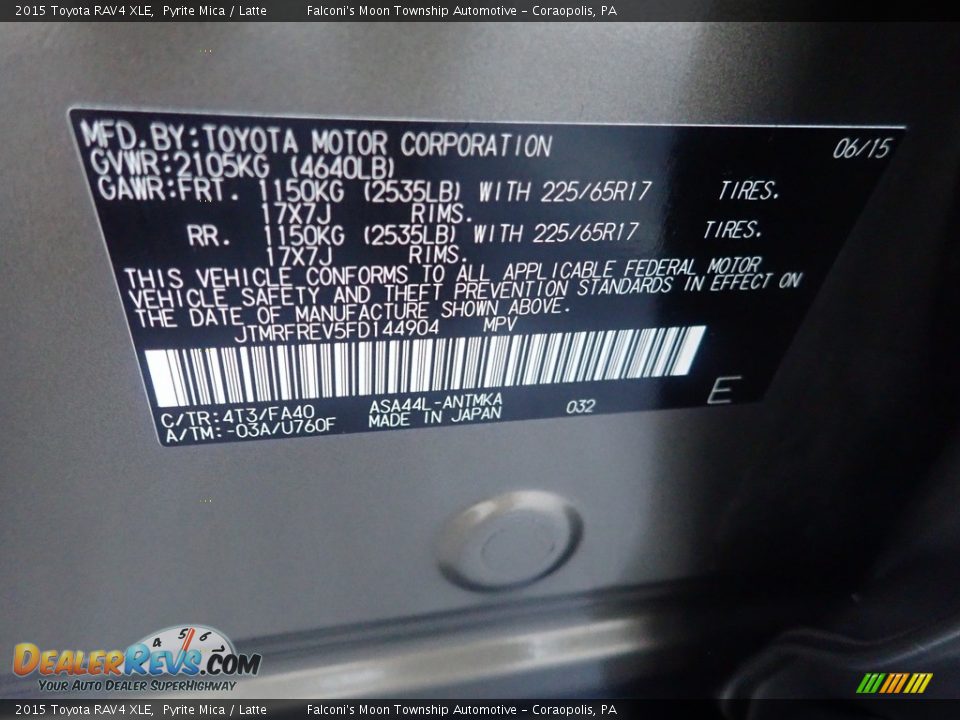 2015 Toyota RAV4 XLE, Pyrite Mica / Latte Falconi's Moon Township Automotive - Coraopolis, PA
MFD.BY:TOYOTA MOTOR CORPORATION 06/15
GVWR:2105KG (4640LB)
GAWR:FRT. 1150KG (2535LB) WITH 225/65R17 TIRES.
17X7J RIMS.
RR. 1150KG (2535LB) WITH 225/65R17 TIRES.
17X7J RIMS.
THIS VEHICLE CONFORMS TO ALL APPLICABLE FEDERAL MOTOR
VEHICLE SAFETY AND THEFT PREVENTION STANDARDS IN EFFECT ON
THE DATE OF MANUFACTURE SHOWN ABOVE.
JTMRFREV5FD144904 MPV
E
C/TR:4T3/FA40 ASA44L-ANTMKA 032
A/TM:-03A/U760F MADE IN JAPAN
4 5 6
DealerRevs.com
Your Auto Dealer SuperHighway
2015 Toyota RAV4 XLE, Pyrite Mica / Latte Falconi's Moon Township Automotive - Coraopolis, PA